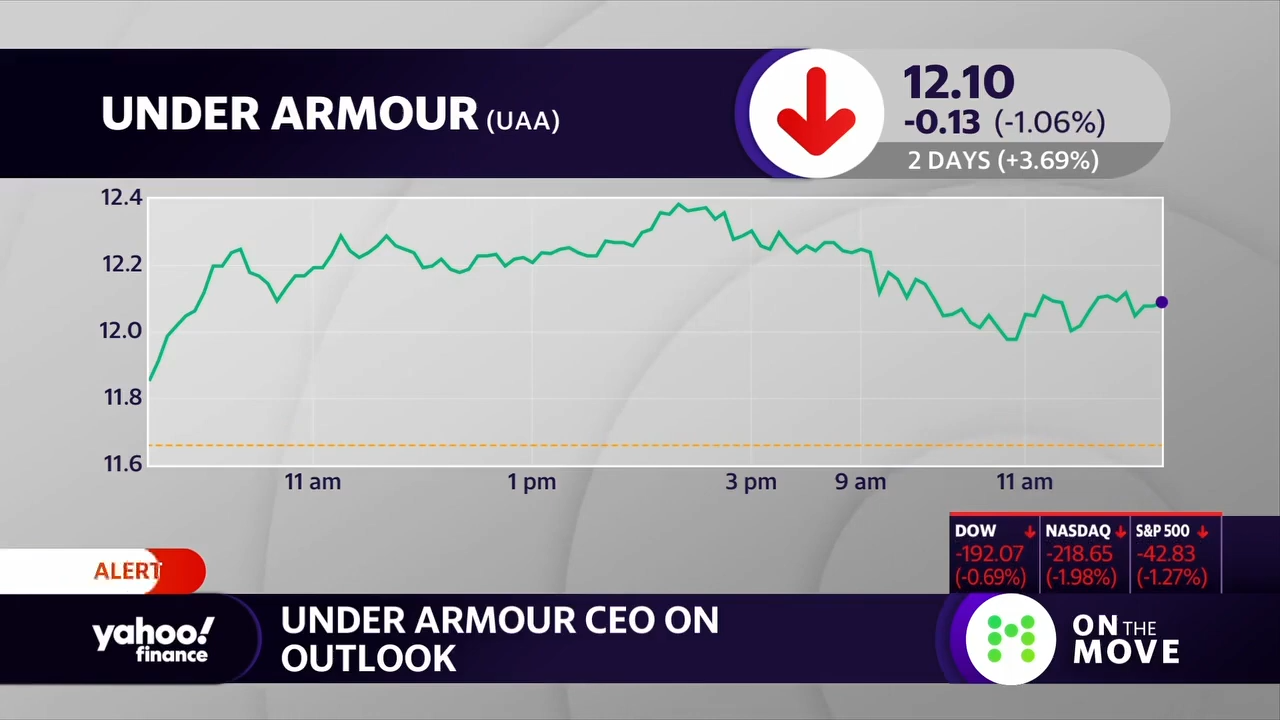 UNDER ARMOUR (UAA)
12.10
-0.13 (-1.06%)
2 DAYS (+3.69%)
12.4
12.2
12.0
11.8
11.6
11 am
1 pm
3 pm
9 am
11 am
DOW
-192.07
(-0.69%)
NASDAQ
-218.65
(-1.98%)
S&P 500
-42.83
(-1.27%)
ALERT
yahoo!
finance
UNDER ARMOUR CEO ON
OUTLOOK
ON THE
MOVE